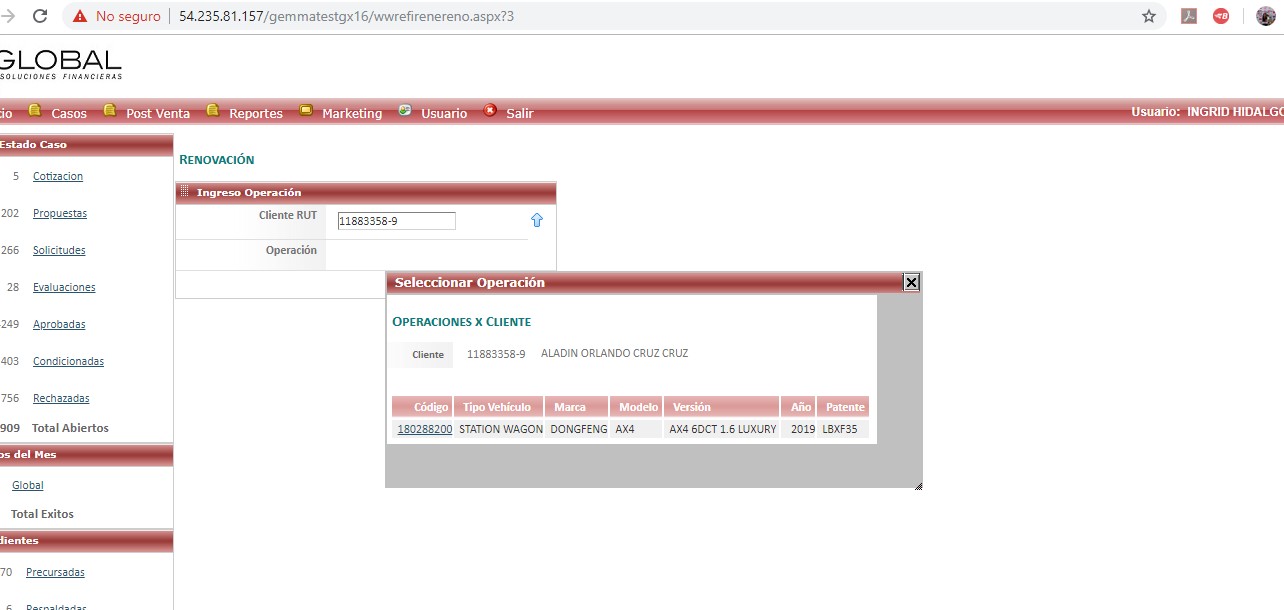 No seguro 54.235.81.157/gemmatestgx16/wwrefirenereno.aspx?3
GLOBAL
SOLUCIONES FINANCIERAS
cio Casos Post Venta Reportes Marketing Usuario Salir Usuario: INGRID HIDALGO
Estado Caso
5 Cotizacion
202 Propuestas
266 Solicitudes
28 Evaluaciones
249 Aprobadas
403 Condicionadas
756 Rechazadas
909 Total Abiertos
os del Mes
Global
Total Exitos
dientes
70 Precursadas
6 Respaldadas
RENOVACIÓN
Ingreso Operación
Cliente RUT 11883358-9
Operación
Seleccionar Operación
OPERACIONES X CLIENTE
Cliente 11883358-9 ALADIN ORLANDO CRUZ CRUZ
Código Tipo Vehículo Marca Modelo Versión Año Patente
180288200 STATION WAGON DONGFENG AX4 AX4 6DCT 1.6 LUXURY 2019 LBXF35